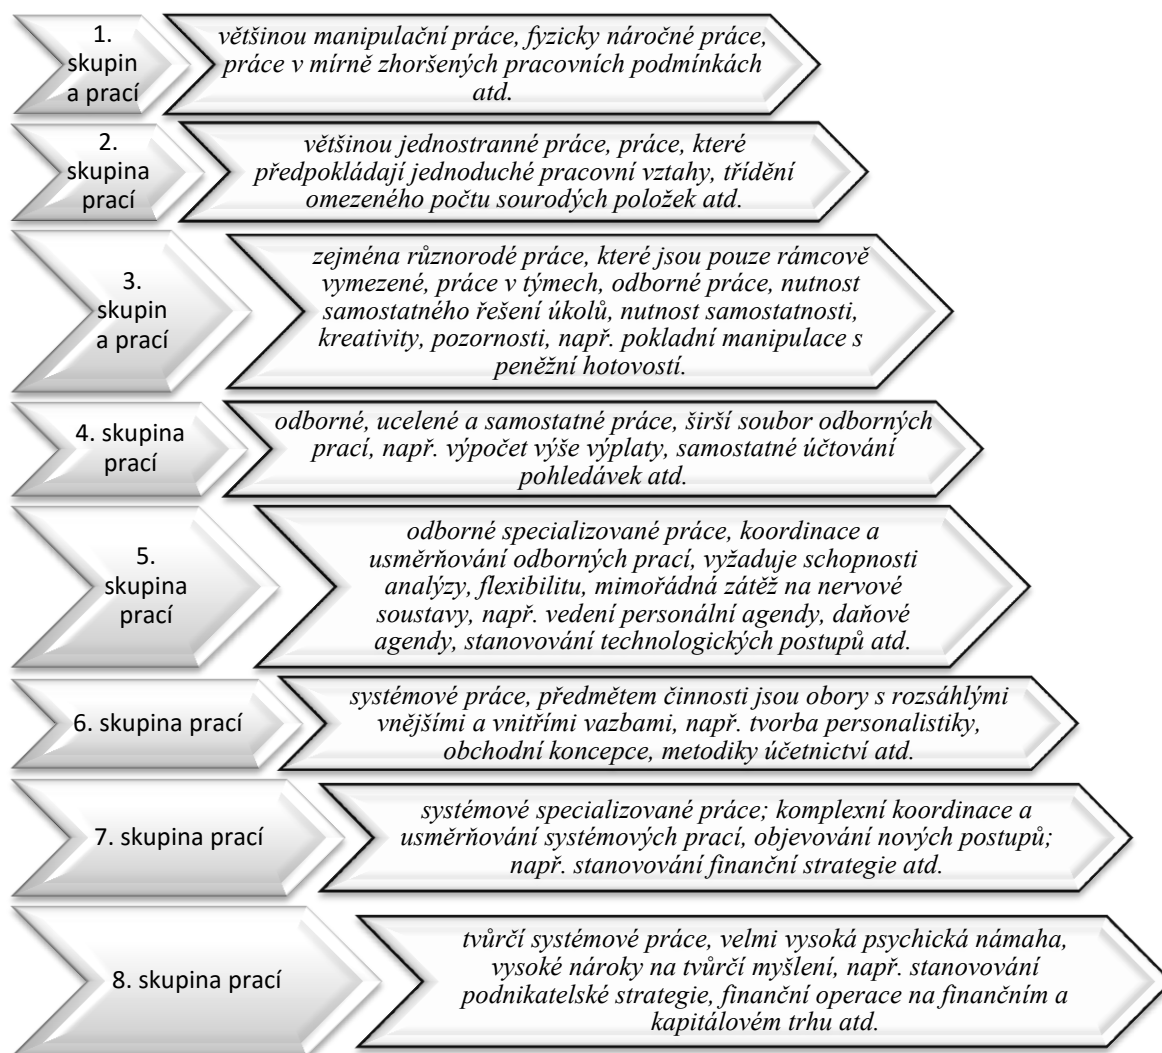 1.
skupin
a prací
většinou manipulační práce, fyzicky náročné práce,
práce v mírně zhoršených pracovních podmínkách
atd.
2.
skupina
prací
většinou jednostranné práce, práce, které
předpokládají jednoduché pracovní vztahy, třídění
omezeného počtu sourodých položek atd.
3.
skupin
a prací
zejména různorodé práce, které jsou pouze rámcově
vymezené, práce v týmech, odborné práce, nutnost
samostatného řešení úkolů, nutnost samostatnosti,
kreativity, pozornosti, např. pokladní manipulace s
peněžní hotovostí.
4. skupina
prací
odborné, ucelené a samostatné práce, širší soubor odborných
prací, např. výpočet výše výplaty, samostatné účtování
pohledávek atd.
5.
skupina
prací
odborné specializované práce, koordinace a
usměrňování odborných prací, vyžaduje schopnosti
analýzy, flexibilitu, mimořádná zátěž na nervové
soustavy, např. vedení personální agendy, daňové
agendy, stanovování technologických postupů atd.
6. skupina prací
systémové práce, předmětem činnosti jsou obory s rozsáhlými
vnějšími a vnitřími vazbami, např. tvorba personalistiky,
obchodní koncepce, metodiky účetnictví atd.
7. skupina prací
systémové specializované práce; komplexní koordinace a
usměrňování systémových prací, objevování nových postupů;
např. stanovování finanční strategie atd.
8. skupina prací
tvůrčí systémové práce, velmi vysoká psychická námaha,
vysoké nároky na tvůrčí myšlení, např. stanovování
podnikatelské strategie, finanční operace na finančním a
kapitálovém trhu atd.